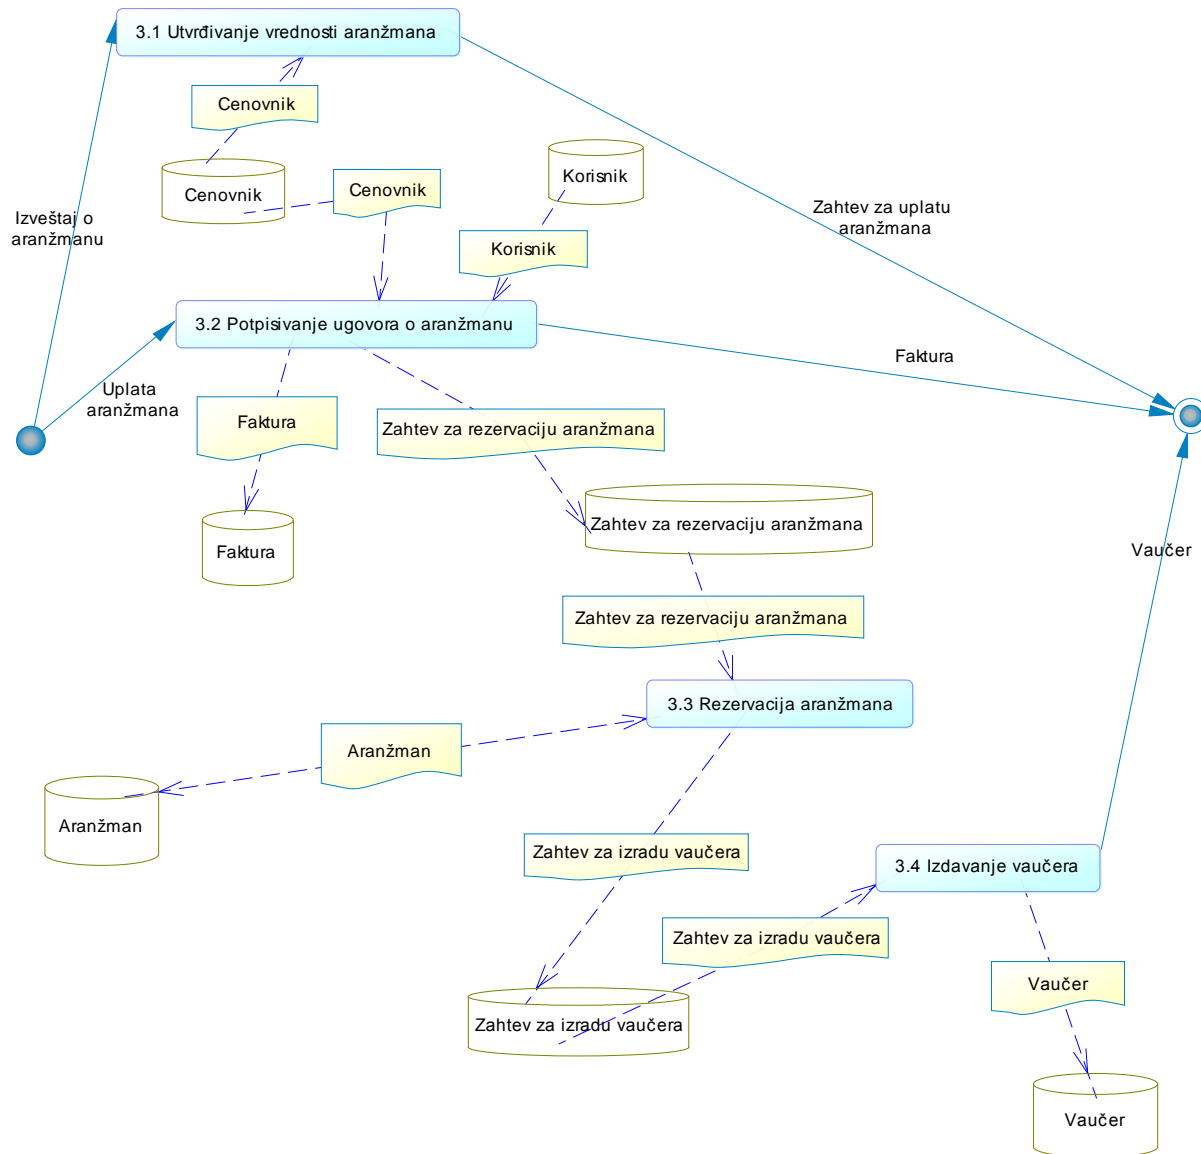 3.1 Utvrđivanje vrednosti aranžmana
Cenovnik
Cenovnik
Cenovnik
Korisnik
Izveštaj o
aranžmanu
Zahtev za uplatu
aranžmana
Korisnik
3.2 Potpisivanje ugovora o aranžmanu
Faktura
Uplata
aranžmana
Faktura
Zahtev za rezervaciju aranžmana
Zahtev za rezervaciju aranžmana
Faktura
Vaučer
Zahtev za rezervaciju aranžmana
3.3 Rezervacija aranžmana
Aranžman
Aranžman
Zahtev za izradu vaučera
3.4 Izdavanje vaučera
Zahtev za izradu vaučera
Vaučer
Zahtev za izradu vaučera
Vaučer